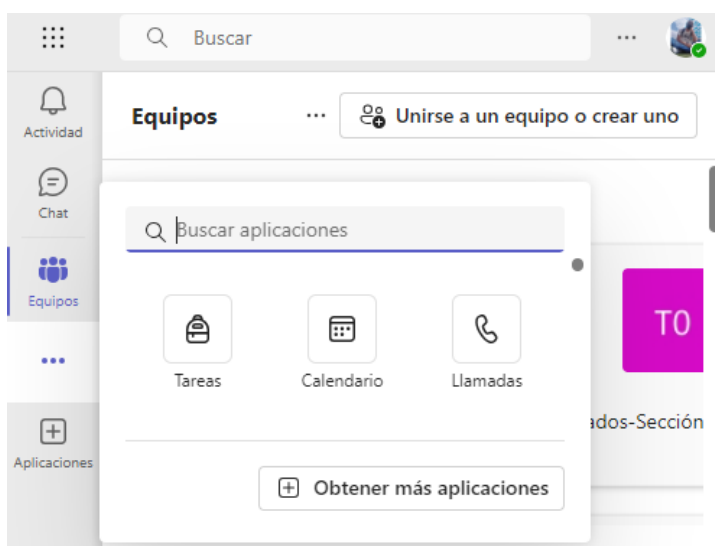 Buscar
Actividad
Equipos
Unirse a un equipo o crear uno
Chat
Buscar aplicaciones
Equipos
T0
Tareas
Calendario
Llamadas
ados-Sección
Aplicaciones
Obtener más aplicaciones